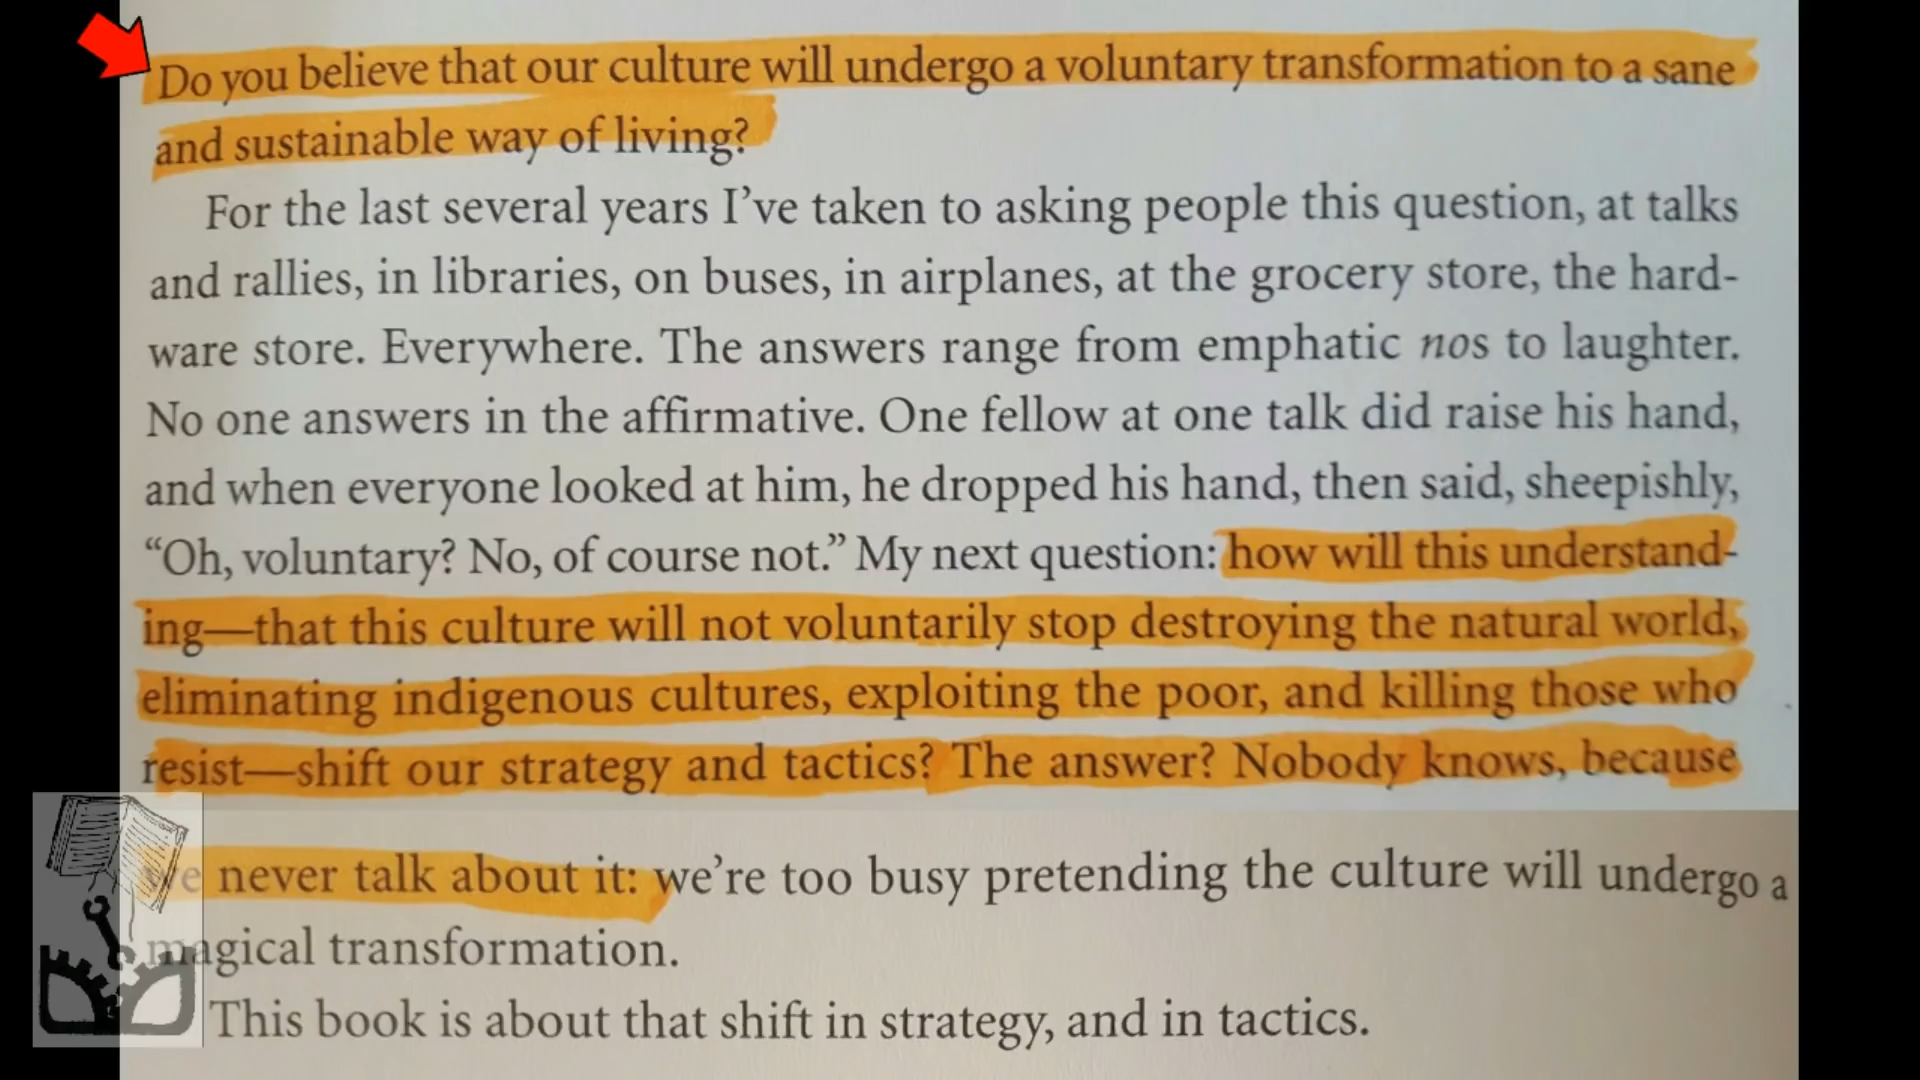 Do you believe that our culture will undergo a voluntary transformation to a sane
and sustainable way of living?
For the last several years I've taken to asking people this question, at talks
and rallies, in libraries, on buses, in airplanes, at the grocery store, the hard-
ware store. Everywhere. The answers range from emphatic nos to laughter.
No one answers in the affirmative. One fellow at one talk did raise his hand,
and when everyone looked at him, he dropped his hand, then said, sheepishly,
“Oh, voluntary? No, of course not.” My next question: how will this understand-
ing—that this culture will not voluntarily stop destroying the natural world,
eliminating indigenous cultures, exploiting the poor, and killing those who
resist—shift our strategy and tactics? The answer? Nobody knows, because
we never talk about it: we're too busy pretending the culture will undergo a
magical transformation.
This book is about that shift in strategy, and in tactics.